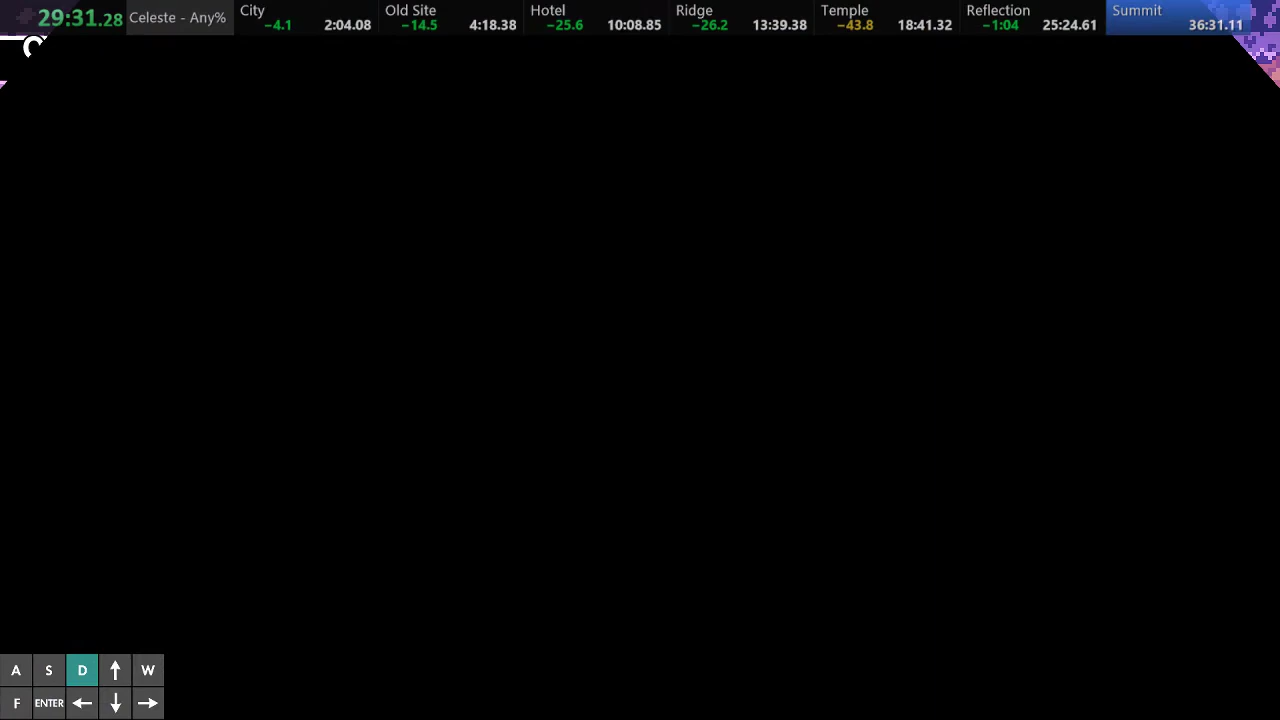 29:31.28 Celeste - Any% City Old Site Hotel Ridge Temple Reflection Summit
-4.1 2:04.08 -14.5 4:18.38 -25.6 10:08.85 -26.2 13:39.38 -43.8 18:41.32 -1:04 25:24.61 36:31.11
A S D ↑ W
F ENTER ← ↓ →